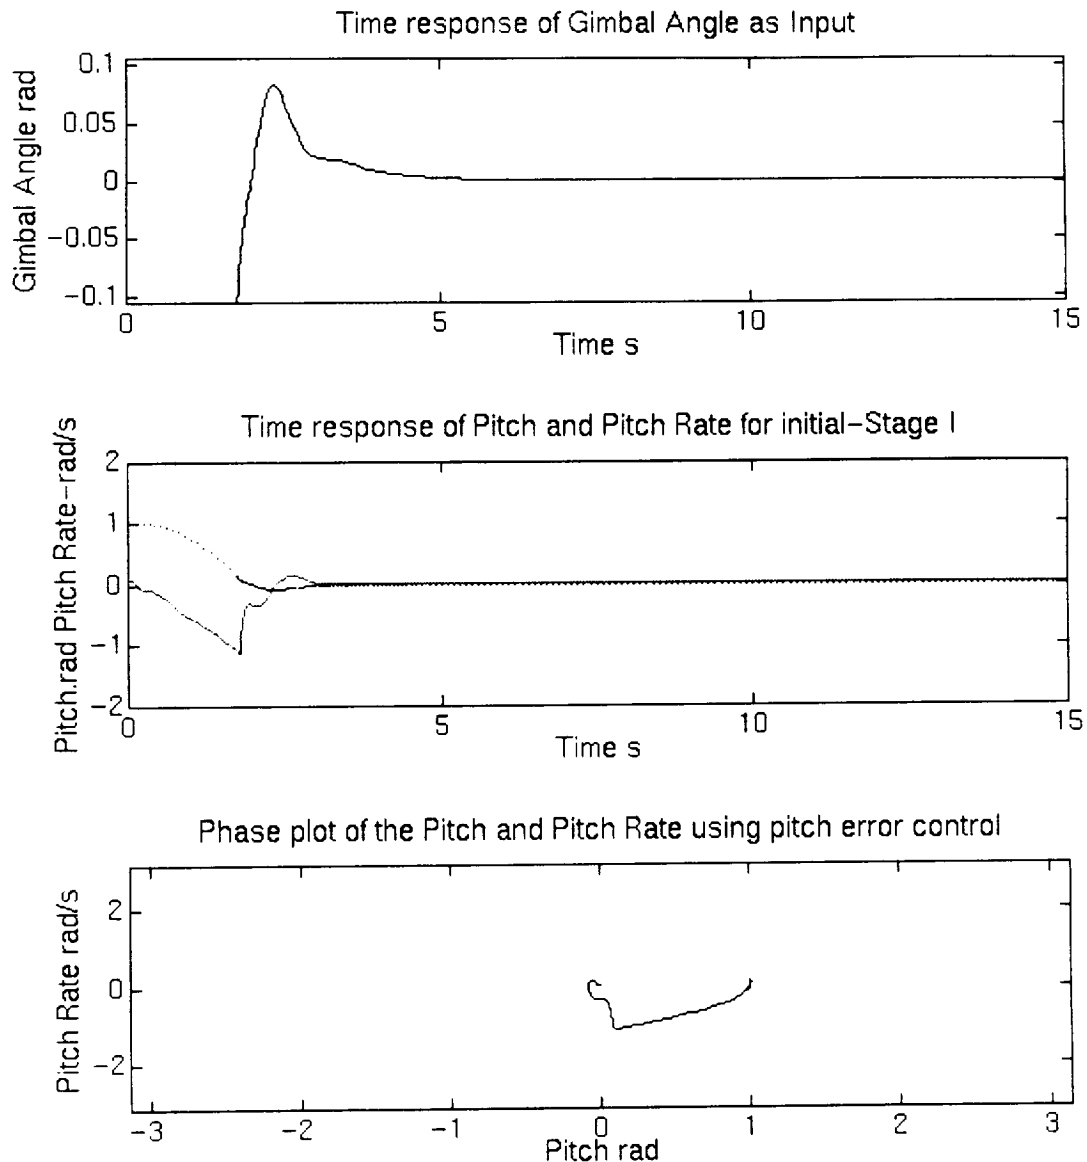 Time response of Gimbal Angle as Input
Gimbal Angle rad
0.1
0.05
0
-0.05
-0.1
0 5 10 15
Time s
Time response of Pitch and Pitch Rate for initial-Stage I
Pitch.rad Pitch Rate-rad/s
2
1
0
-1
-2
0 5 10 15
Time s
Phase plot of the Pitch and Pitch Rate using pitch error control
Pitch Rate rad/s
2
0
-2
-3 -2 -1 0 1 2 3
Pitch rad